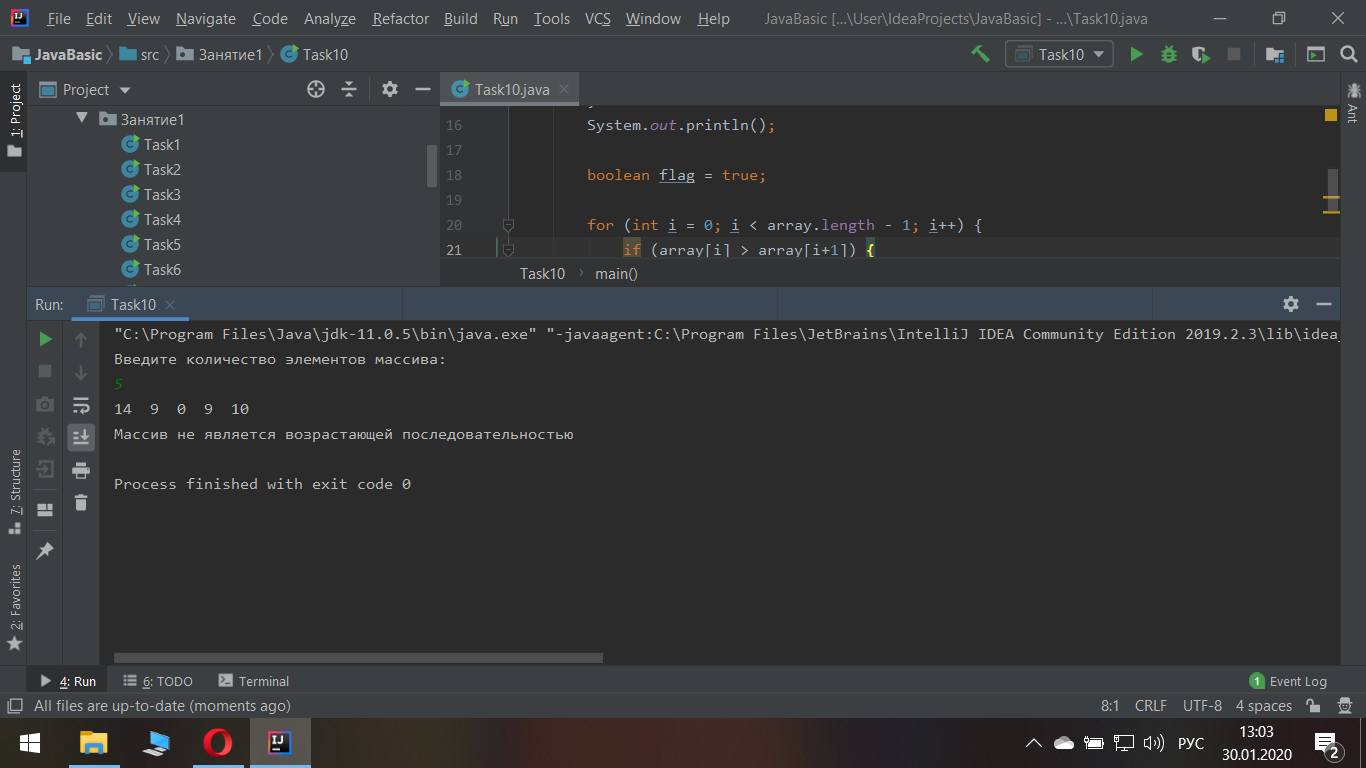 File Edit View Navigate Code Analyze Refactor Build Run Tools VCS Window Help JavaBasic [...\User\IdeaProjects\JavaBasic] - ...\Task10.java
JavaBasic src Занятие1 Task10 Task10
1: Project
Project
Task10.java
Занятие1
Task1
Task2
Task3
Task4
Task5
Task6
16 System.out.println();
17
18 boolean flag = true;
19
20 for (int i = 0; i < array.length - 1; i++) {
21 if (array[i] > array[i+1]) {
Task10 › main()
Ant
Run: Task10
"C:\Program Files\Java\jdk-11.0.5\bin\java.exe" "-javaagent:C:\Program Files\JetBrains\IntelliJ IDEA Community Edition 2019.2.3\lib\idea_
Введите количество элементов массива:
5
14 9 0 9 10
Массив не является возрастающей последовательностью
Process finished with exit code 0
7: Structure
2: Favorites
4: Run 6: TODO Terminal 1 Event Log
All files are up-to-date (moments ago) 8:1 CRLF UTF-8 4 spaces
IJ
РУС
13:03
30.01.2020
2